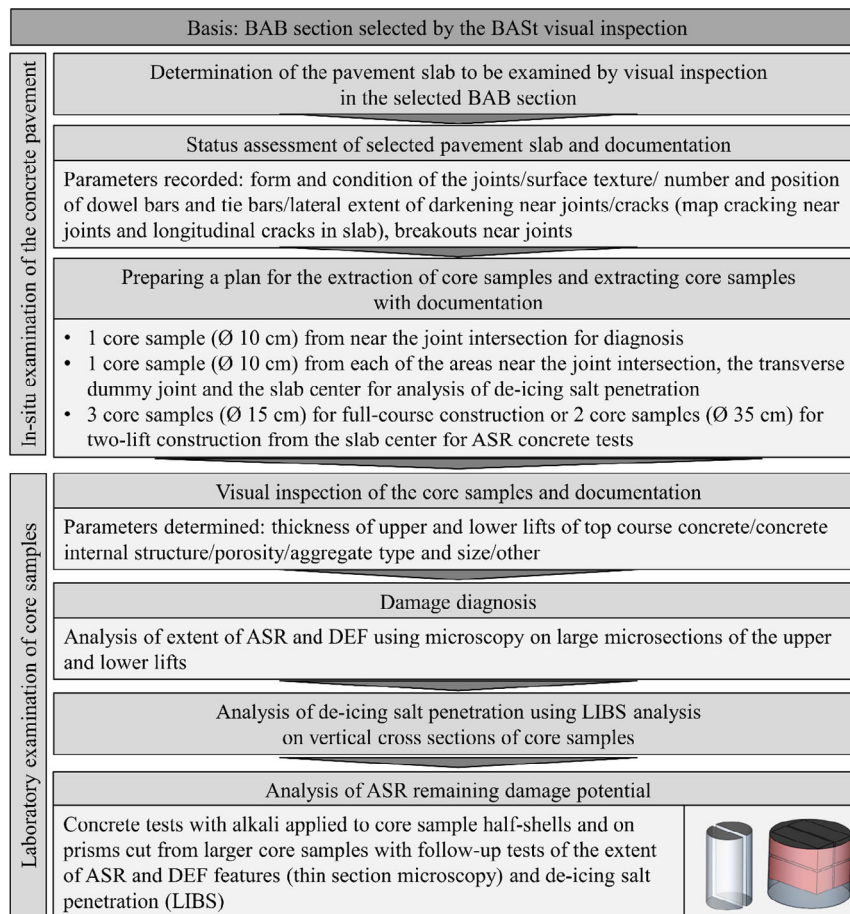 Basis: BAB section selected by the BASt visual inspection
In-situ examination of the concrete pavement
Determination of the pavement slab to be examined by visual inspection
in the selected BAB section
Status assessment of selected pavement slab and documentation
Parameters recorded: form and condition of the joints/surface texture/ number and position
of dowel bars and tie bars/lateral extent of darkening near joints/cracks (map cracking near
joints and longitudinal cracks in slab), breakouts near joints
Preparing a plan for the extraction of core samples and extracting core samples
with documentation
• 1 core sample (Ø 10 cm) from near the joint intersection for diagnosis
• 1 core sample (Ø 10 cm) from each of the areas near the joint intersection, the transverse
dummy joint and the slab center for analysis of de-icing salt penetration
• 3 core samples (Ø 15 cm) for full-course construction or 2 core samples (Ø 35 cm) for
two-lift construction from the slab center for ASR concrete tests
Laboratory examination of core samples
Visual inspection of the core samples and documentation
Parameters determined: thickness of upper and lower lifts of top course concrete/concrete
internal structure/porosity/aggregate type and size/other
Damage diagnosis
Analysis of extent of ASR and DEF using microscopy on large microsections of the upper
and lower lifts
Analysis of de-icing salt penetration using LIBS analysis
on vertical cross sections of core samples
Analysis of ASR remaining damage potential
Concrete tests with alkali applied to core sample half-shells and on
prisms cut from larger core samples with follow-up tests of the extent
of ASR and DEF features (thin section microscopy) and de-icing salt
penetration (LIBS)